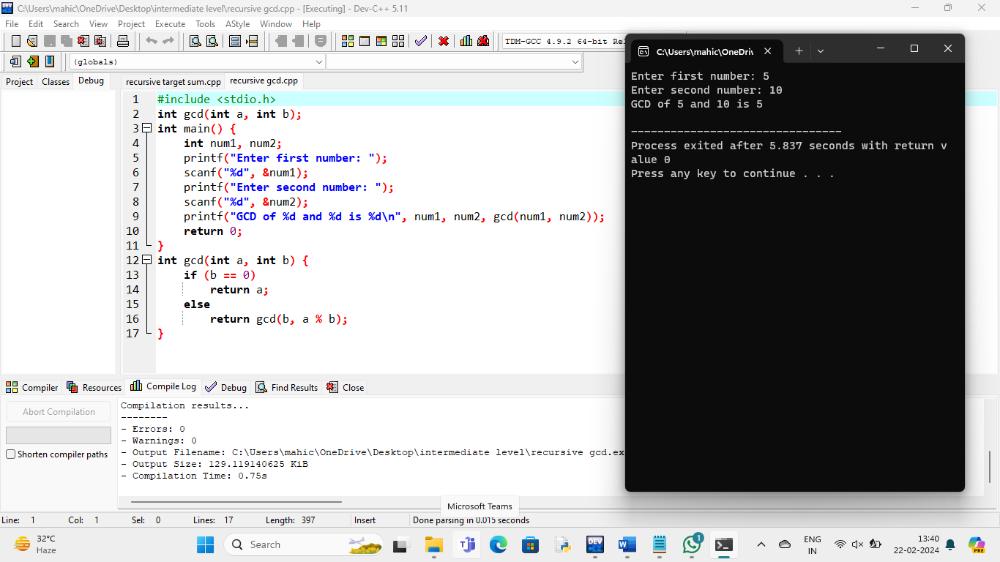 C:\Users\mahic\OneDrive\Desktop\intermediate level\recursive gcd.cpp - [Executing] - Dev-C++ 5.11
File Edit Search View Project Execute Tools AStyle Window Help
TDM-GCC 4.9.2 64-bit
(globals)
Project Classes Debug
recursive target sum.cpp recursive gcd.cpp
1 #include <stdio.h>
2 int gcd(int a, int b);
3 int main() {
4 int num1, num2;
5 printf("Enter first number: ");
6 scanf("%d", &num1);
7 printf("Enter second number: ");
8 scanf("%d", &num2);
9 printf("GCD of %d and %d is %d\n", num1, num2, gcd(num1, num2));
10 return 0;
11 }
12 int gcd(int a, int b) {
13 if (b == 0)
14 return a;
15 else
16 return gcd(b, a % b);
17 }
C:\Users\mahic\OneDri
Enter first number: 5
Enter second number: 10
GCD of 5 and 10 is 5
--------------------------------
Process exited after 5.837 seconds with return v
alue 0
Press any key to continue . . .
Compiler Resources Compile Log Debug Find Results Close
Abort Compilation
Shorten compiler paths
Compilation results...
--------
- Errors: 0
- Warnings: 0
- Output Filename: C:\Users\mahic\OneDrive\Desktop\intermediate level\recursive gcd.ex
- Output Size: 129.119140625 KiB
- Compilation Time: 0.75s
Microsoft Teams
Line: 1 Col: 1 Sel: 0 Lines: 17 Length: 397 Insert Done parsing in 0.015 seconds
32°C
Haze
Search
DEV
1
ENG
IN
13:40
22-02-2024
PRE